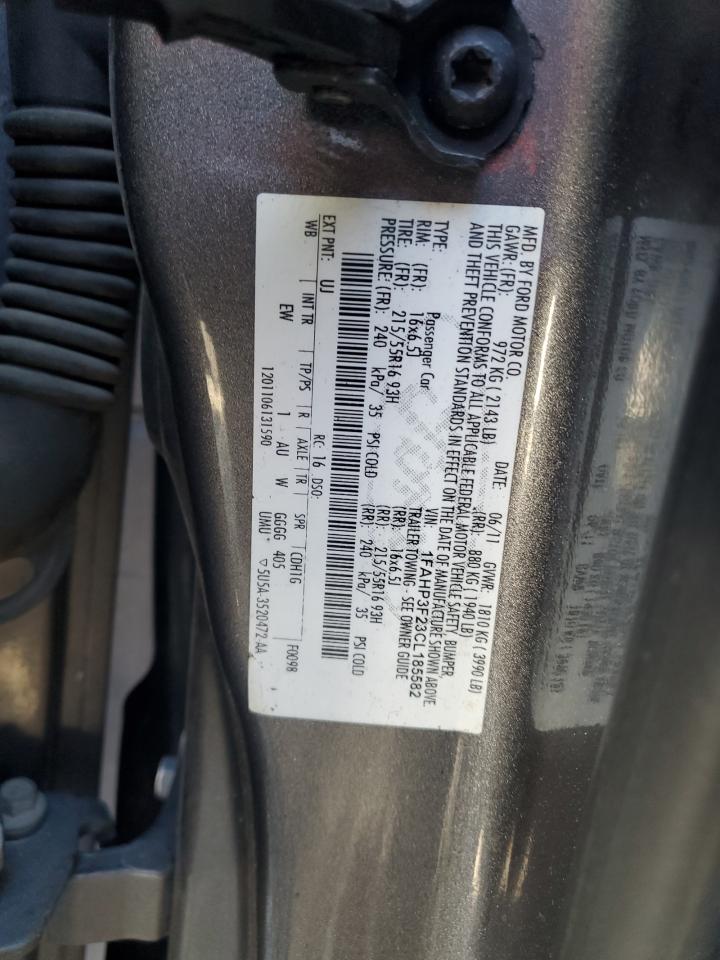 MFD. BY FORD MOTOR CO.
DATE: 06/11 GVWR: 1810 KG ( 3990 LB)
GAWR: (FR): 972 KG ( 2143 LB) (RR): 880 KG ( 1940 LB)
THIS VEHICLE CONFORMS TO ALL APPLICABLE FEDERAL MOTOR VEHICLE SAFETY, BUMPER,
AND THEFT PREVENTION STANDARDS IN EFFECT ON THE DATE OF MANUFACTURE SHOWN ABOVE.
VIN: 1FAHP3F23CL185582
TYPE: Passenger Car TRAILER TOWING - SEE OWNER GUIDE
RIM: (FR): 16x6.5J (RR): 16x6.5J
TIRE: (FR): 215/55R16 93H (RR): 215/55R16 93H
PRESSURE: (FR): 240 kPa/ 35 PSI COLD (RR): 240 kPa/ 35 PSI COLD
EXT PNT: UJ RC: 16 DSO: F0098
WB INT TR TP/PS R AXLE TR SPR CDH1G
EW 1 AU W GGGG 405
1201106131590 UMU* 5U5A-3520472-AA